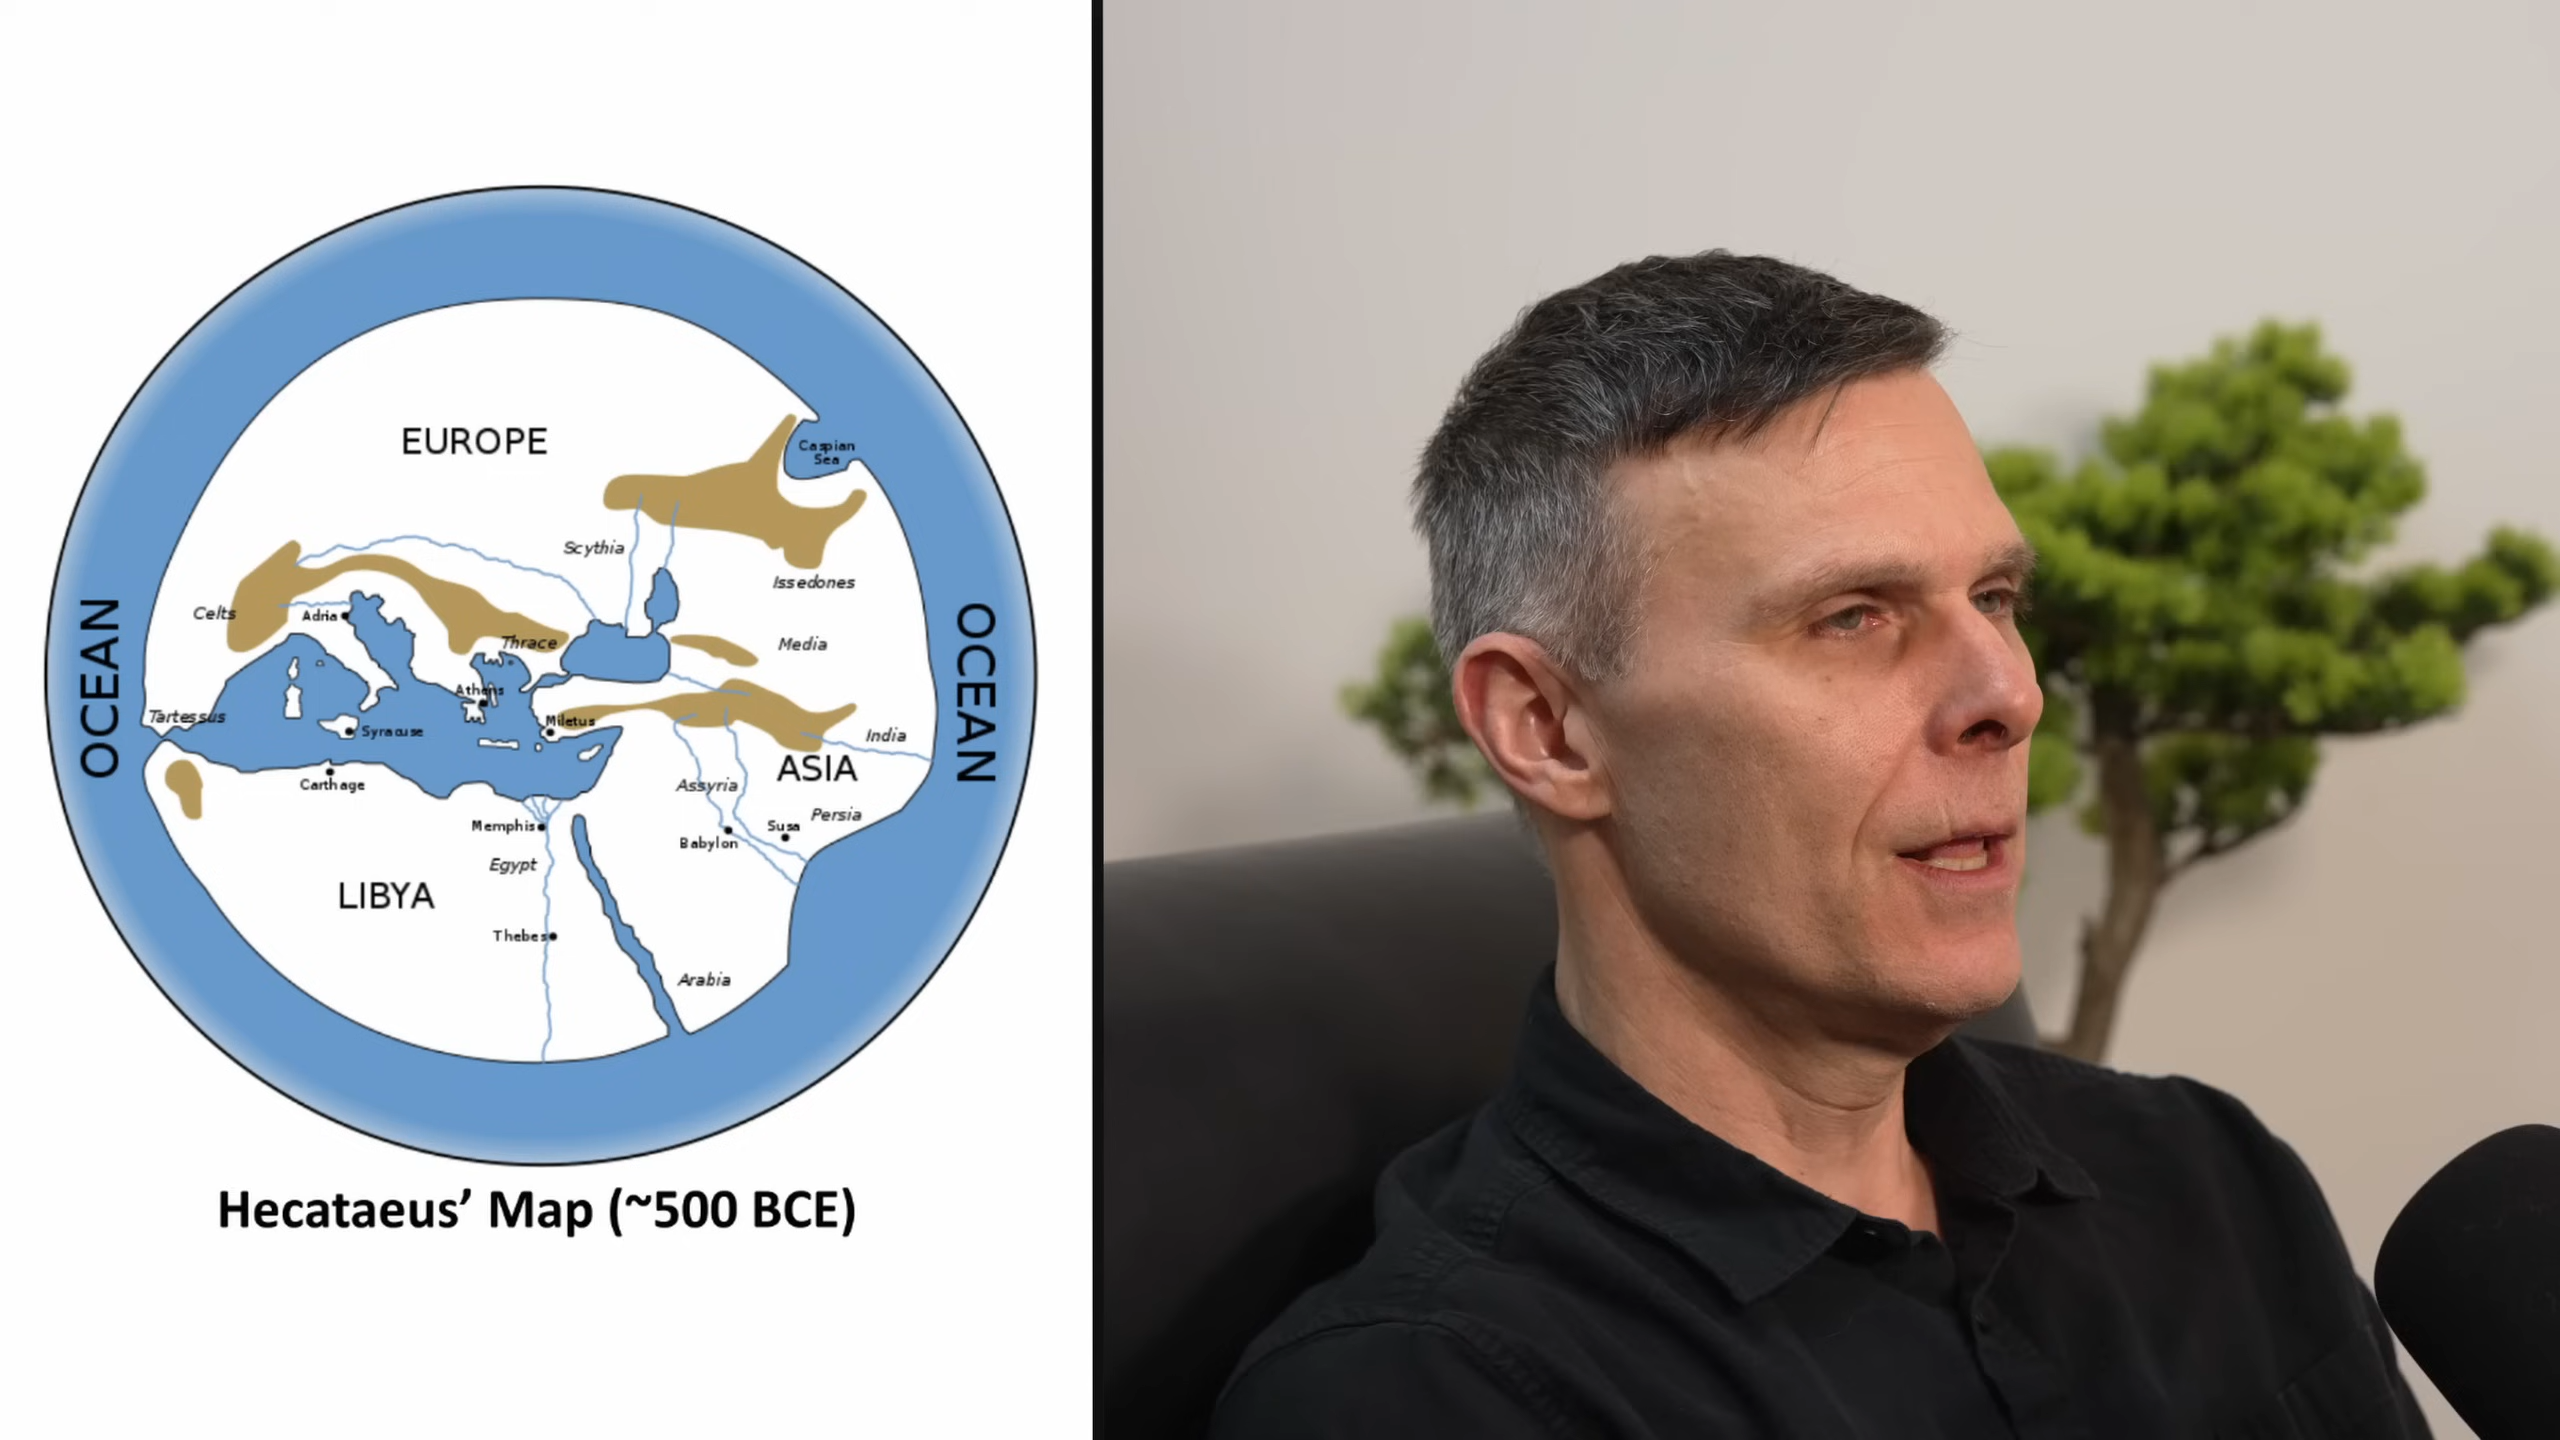 EUROPE
Caspian
Sea
Scythia
Issedones
Celts
Adria
Thrace
Media
OCEAN
OCEAN
Athens
Tartessus
Miletus
Syracuse
India
ASIA
Carthage
Assyria
Persia
Memphis
Susa
Babylon
Egypt
LIBYA
Thebes
Arabia
Hecataeus’ Map (~500 BCE)